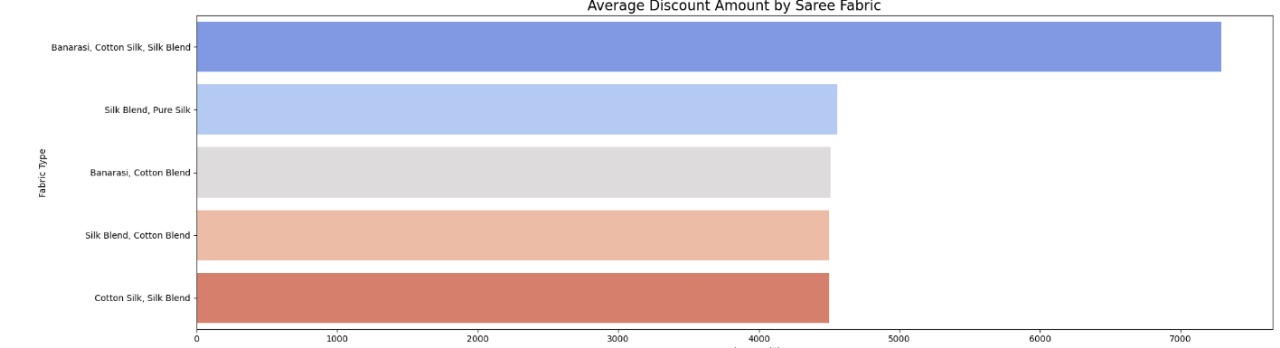 Average Discount Amount by Saree Fabric
Banarasi, Cotton Silk, Silk Blend
Silk Blend, Pure Silk
Banarasi, Cotton Blend
Silk Blend, Cotton Blend
Cotton Silk, Silk Blend
Fabric Type
0 1000 2000 3000 4000 5000 6000 7000